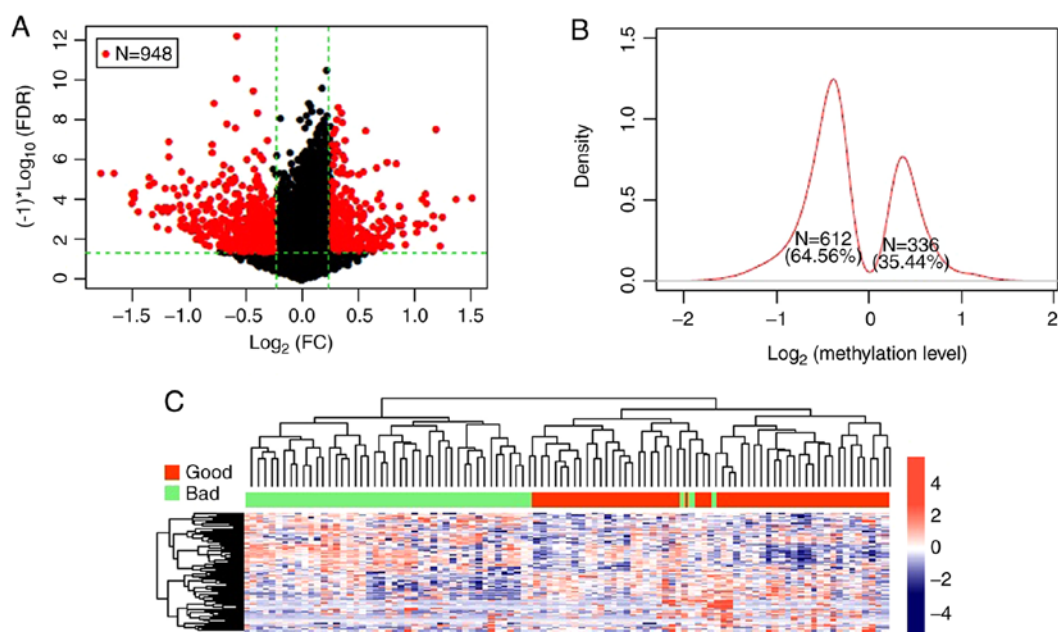 A
N=948
(-1)*Log10 (FDR)
12
10
8
6
4
2
0
−1.5 −1.0 −0.5 0.0 0.5 1.0 1.5
Log2 (FC)
B
Density
1.5
1.0
0.5
0.0
N=612
(64.56%)
N=336
(35.44%)
−2 −1 0 1 2
Log2 (methylation level)
C
Good
Bad
4
2
0
−2
−4